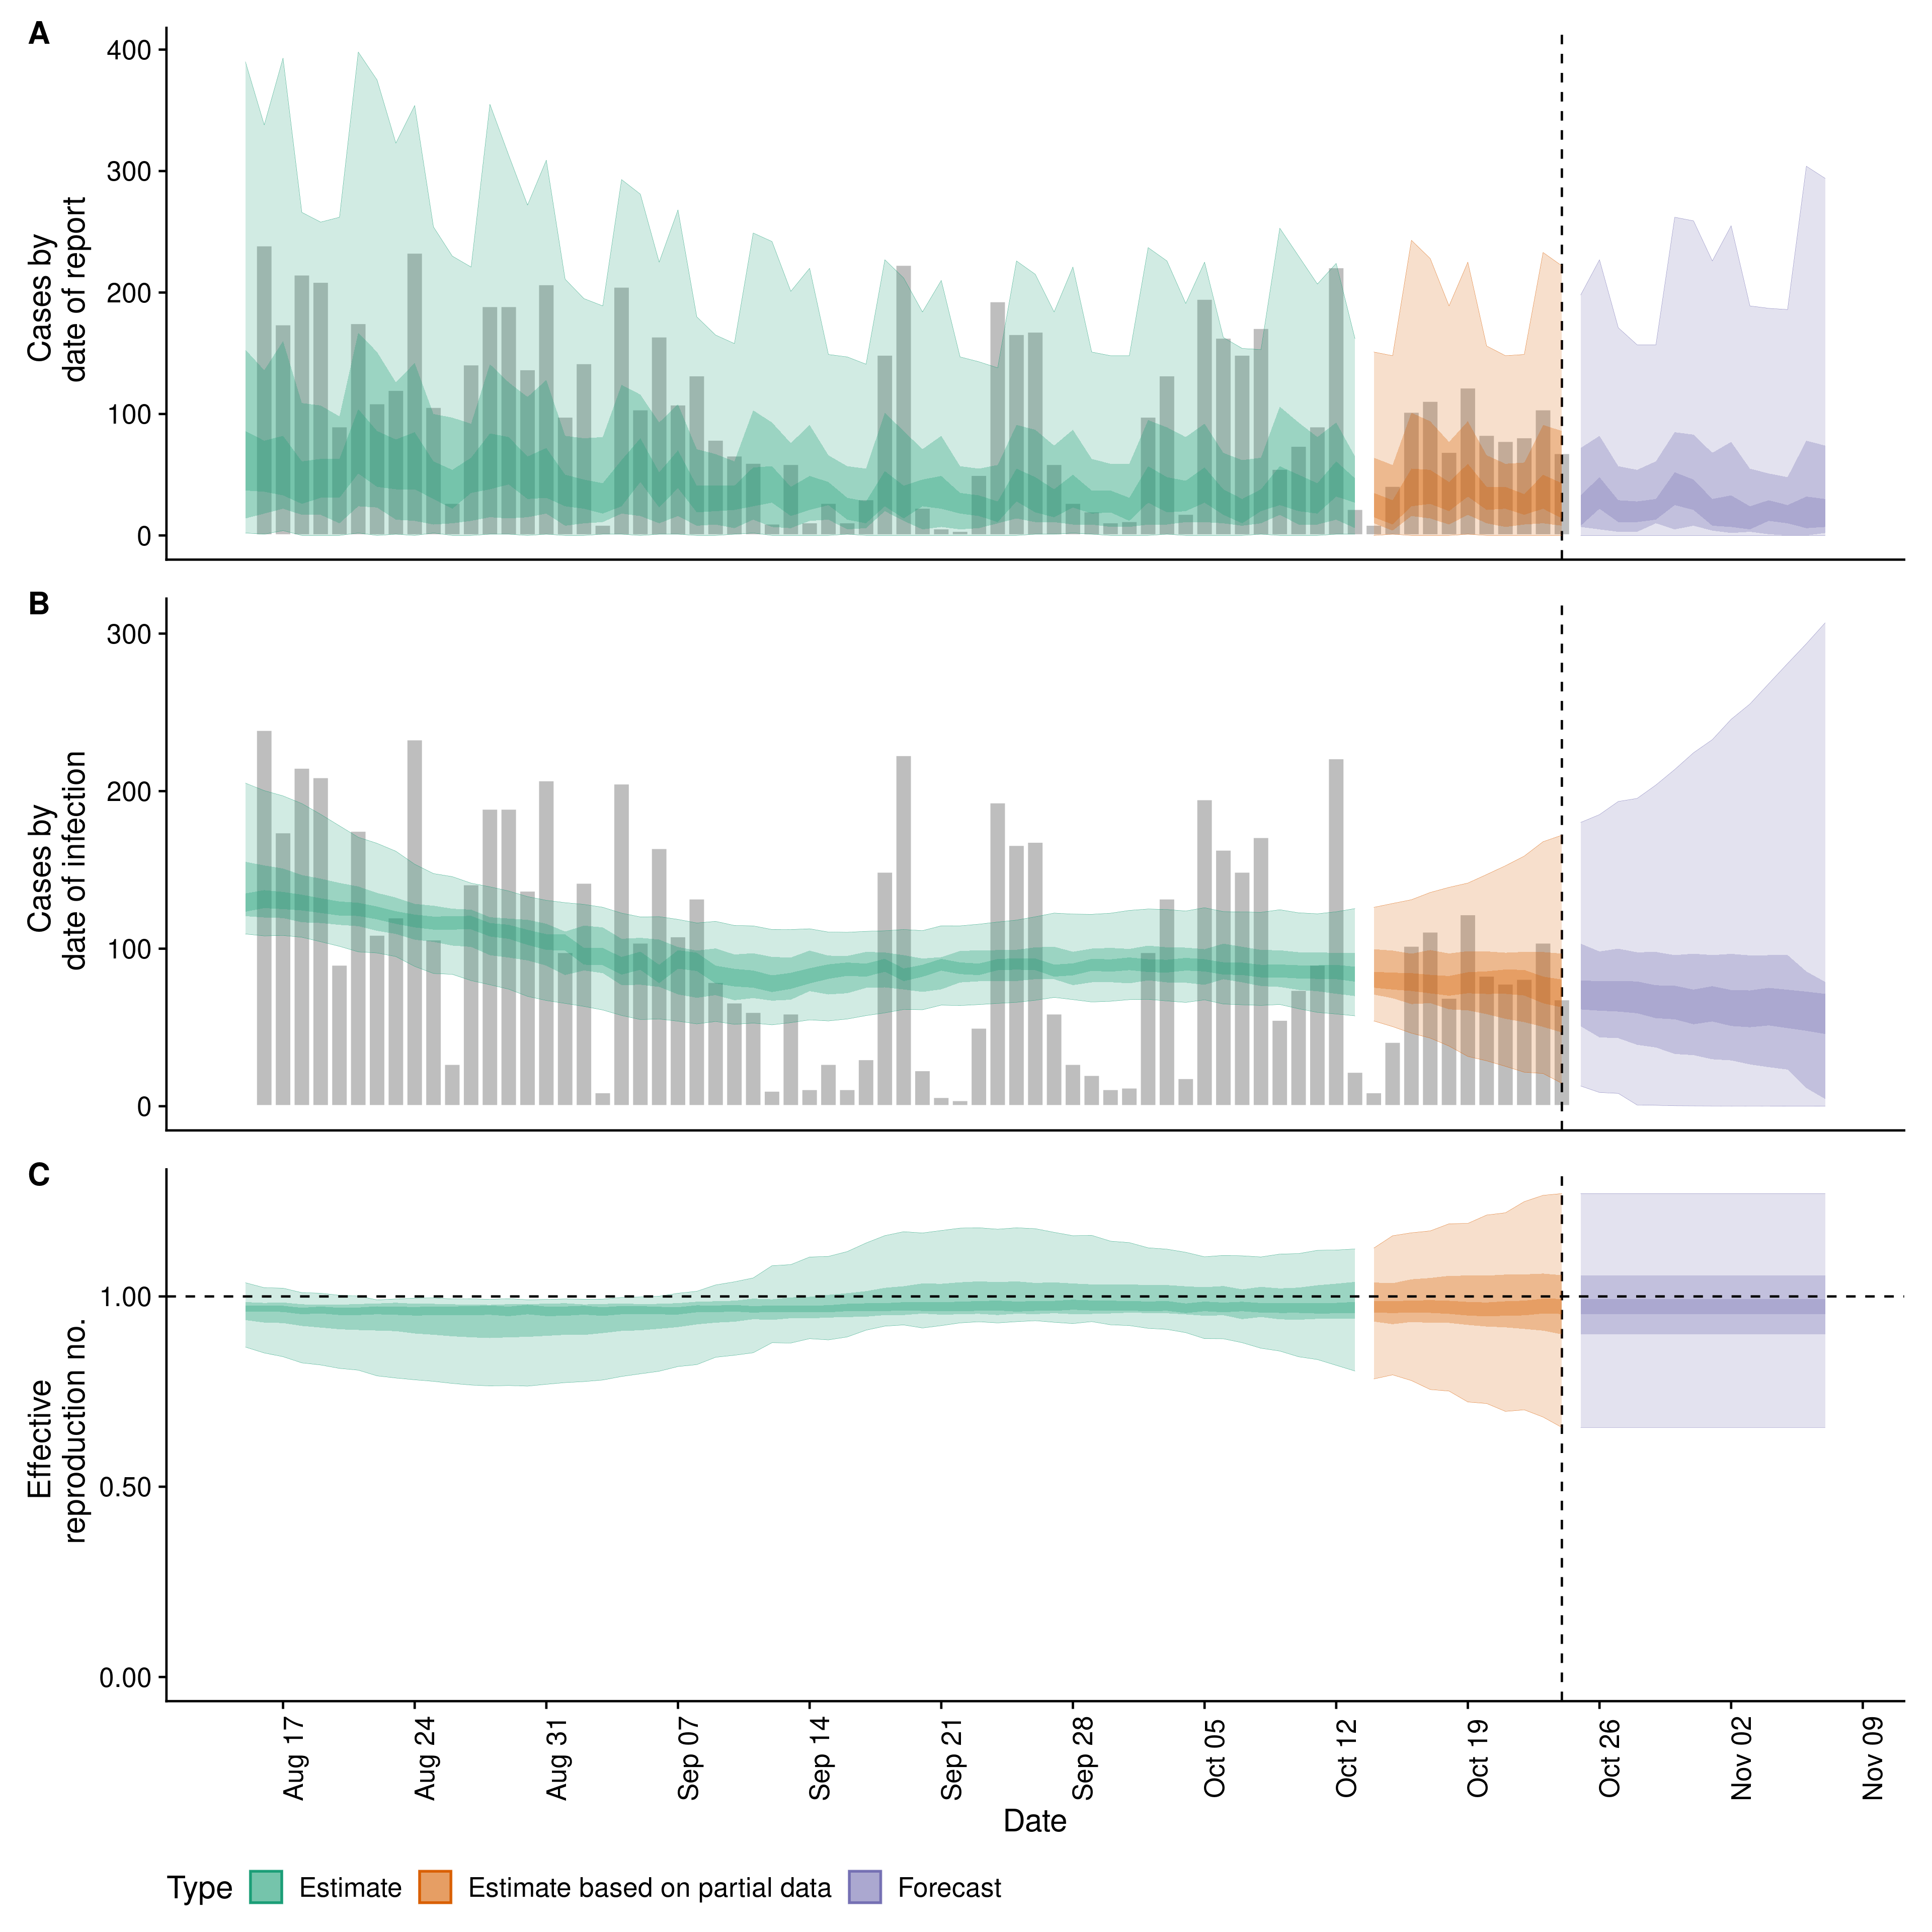 A
400
300
200
100
0
Cases by
date of report
B
300
200
100
0
Cases by
date of infection
C
1.00
0.50
0.00
Effective
reproduction no.
Aug 17
Aug 24
Aug 31
Sep 07
Sep 14
Sep 21
Sep 28
Oct 05
Oct 12
Oct 19
Oct 26
Nov 02
Nov 09
Date
Type Estimate Estimate based on partial data Forecast